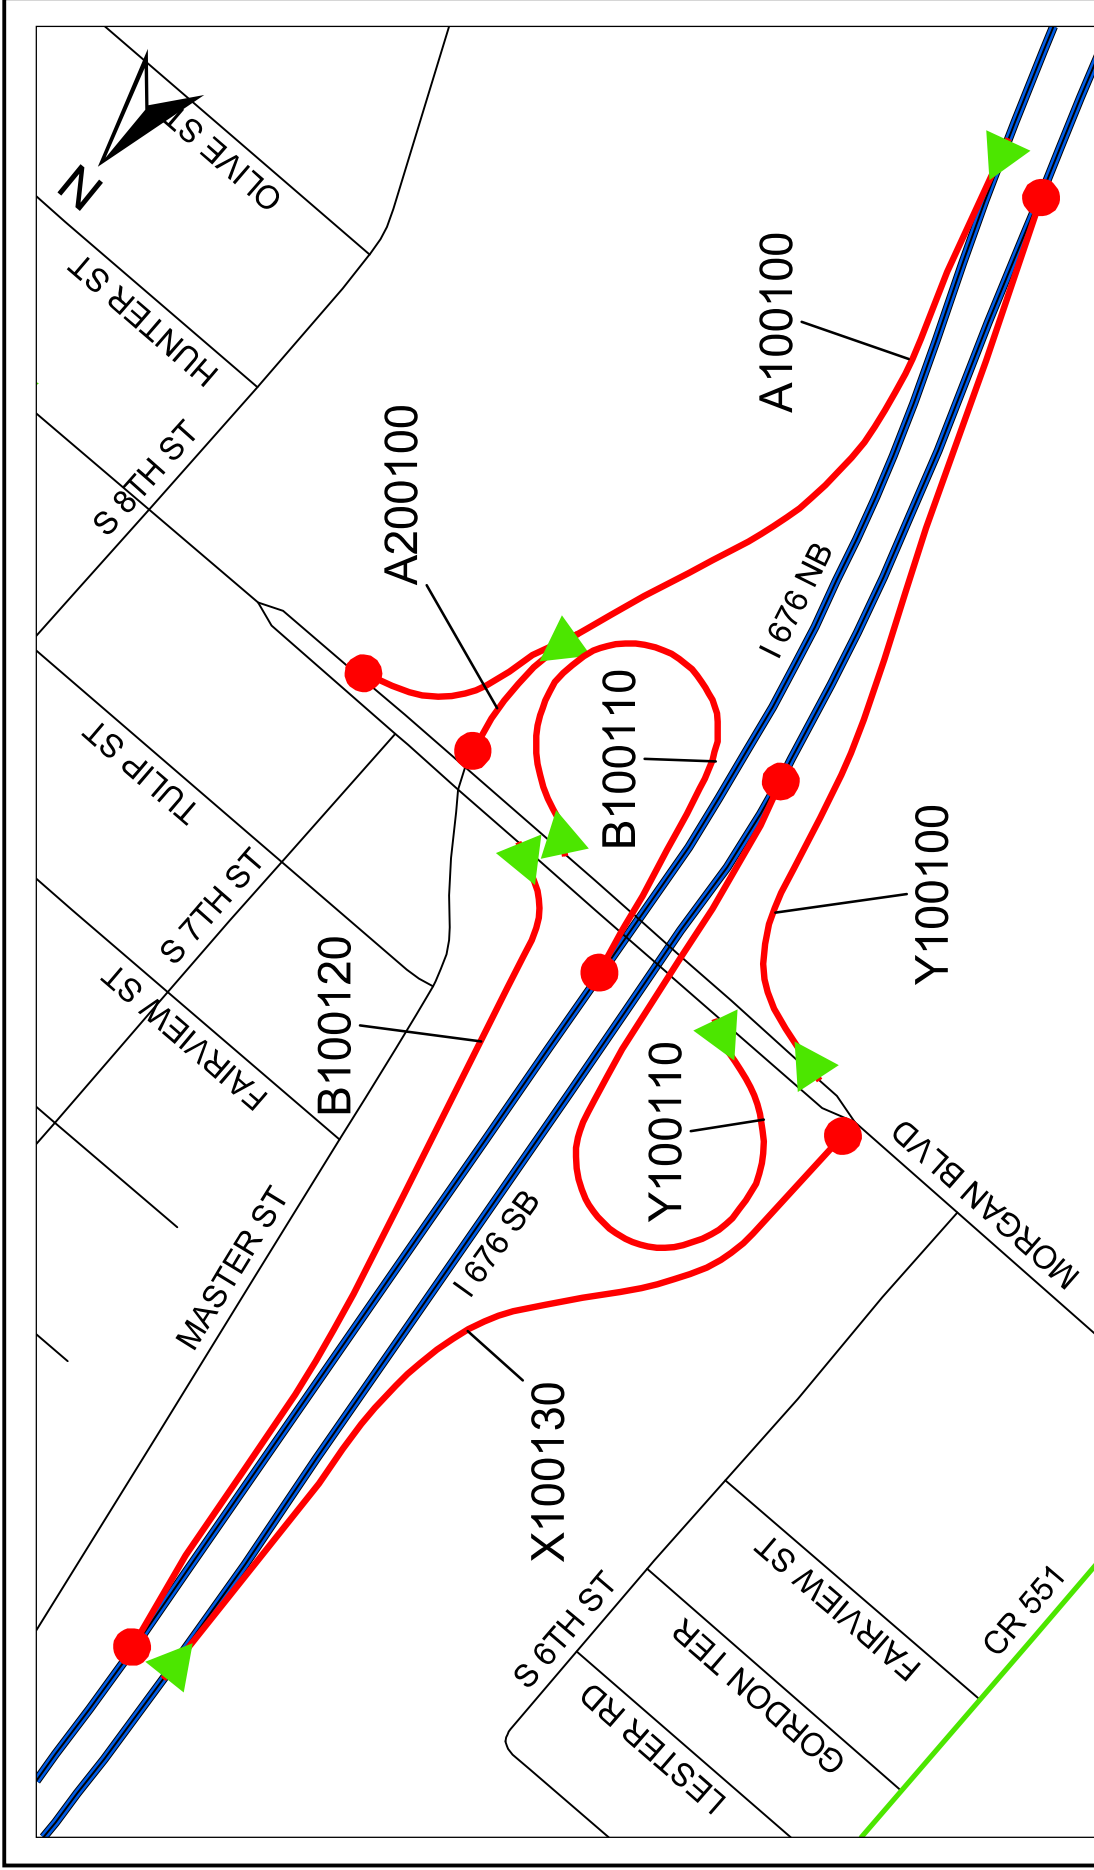 N
OLIVE ST
HUNTER ST
S 8TH ST
A100100
A200100
I 676 NB
B100110
TULIP ST
S 7TH ST
FAIRVIEW ST
B100120
Y100100
Y100110
MORGAN BLVD
MASTER ST
I 676 SB
X100130
S 6TH ST
FAIRVIEW ST
GORDON TER
LESTER RD
CR 551